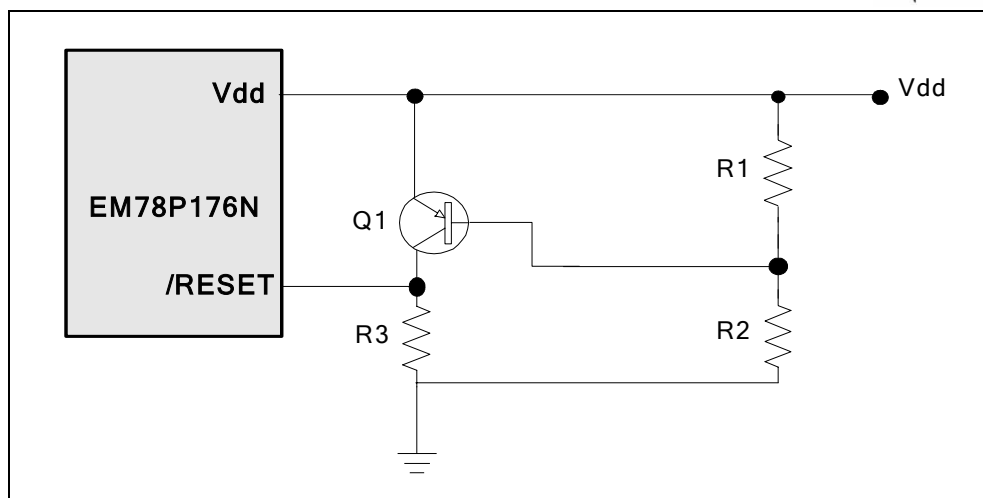 Vdd
Vdd
R1
EM78P176N
Q1
/RESET
R3
R2